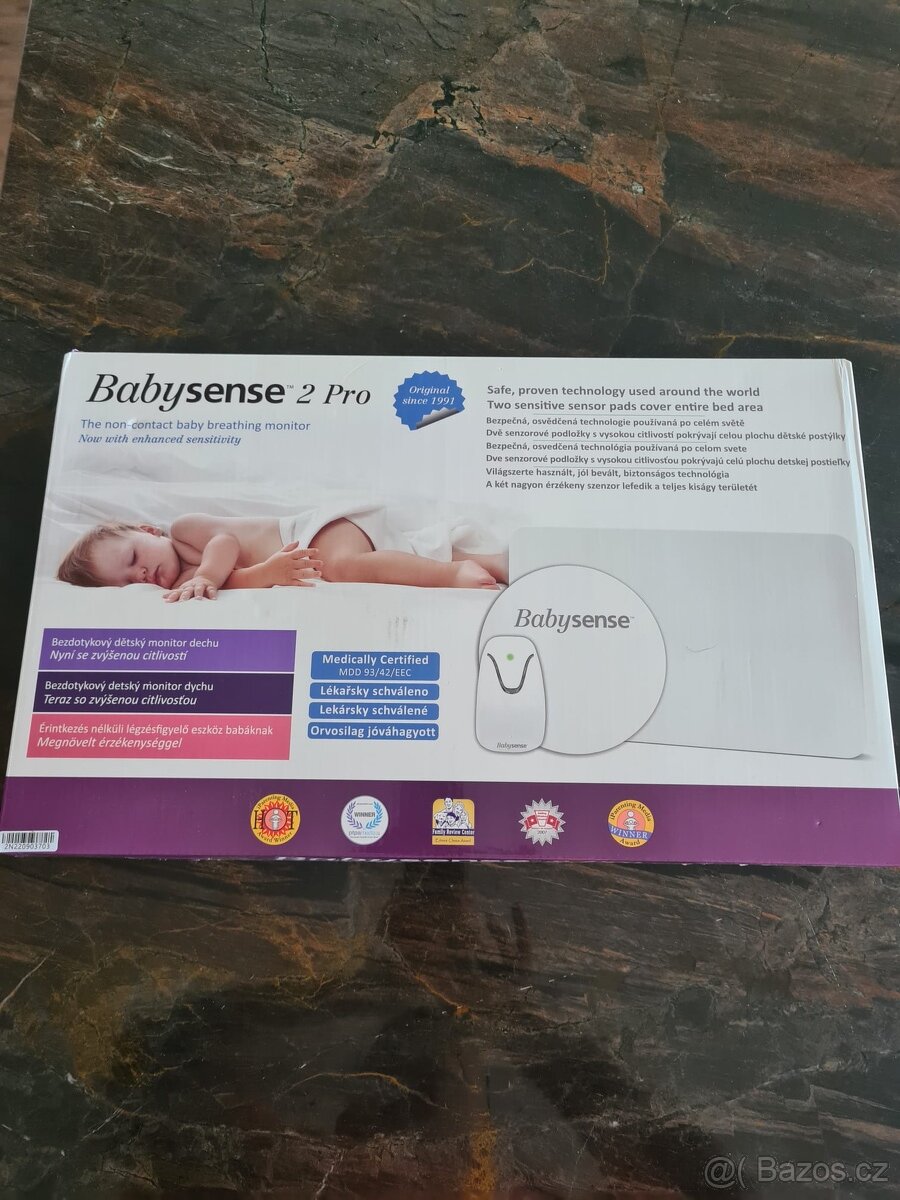 Babysense™ 2 Pro
The non-contact baby breathing monitor
Now with enhanced sensitivity
Original
since 1991
Safe, proven technology used around the world
Two sensitive sensor pads cover entire bed area
Bezpečná, osvědčená technologie používaná po celém světě
Dvě senzorové podložky s vysokou citlivostí pokrývají celou plochu dětské postýlky
Bezpečná, osvedčená technológia používaná po celom svete
Dve senzorové podložky s vysokou citlivosťou pokrývajú celú plochu detskej postieľky
Világszerte használt, jól bevált, biztonságos technológia
A két nagyon érzékeny szenzor lefedik a teljes kiságy területét
Babysense™
Babysense
Bezdotykový dětský monitor dechu
Nyní se zvýšenou citlivostí
Bezdotykový detský monitor dychu
Teraz so zvýšenou citlivosťou
Érintkezés nélküli légzésfigyelő eszköz babáknak
Megnövelt érzékenységgel
Medically Certified
MDD 93/42/EEC
Lékařsky schváleno
Lekársky schválené
Orvosilag jóváhagyott
WINNER
Family Review Center
iParenting Media
WINNER
Award
2N220903703
@( Bazos.cz